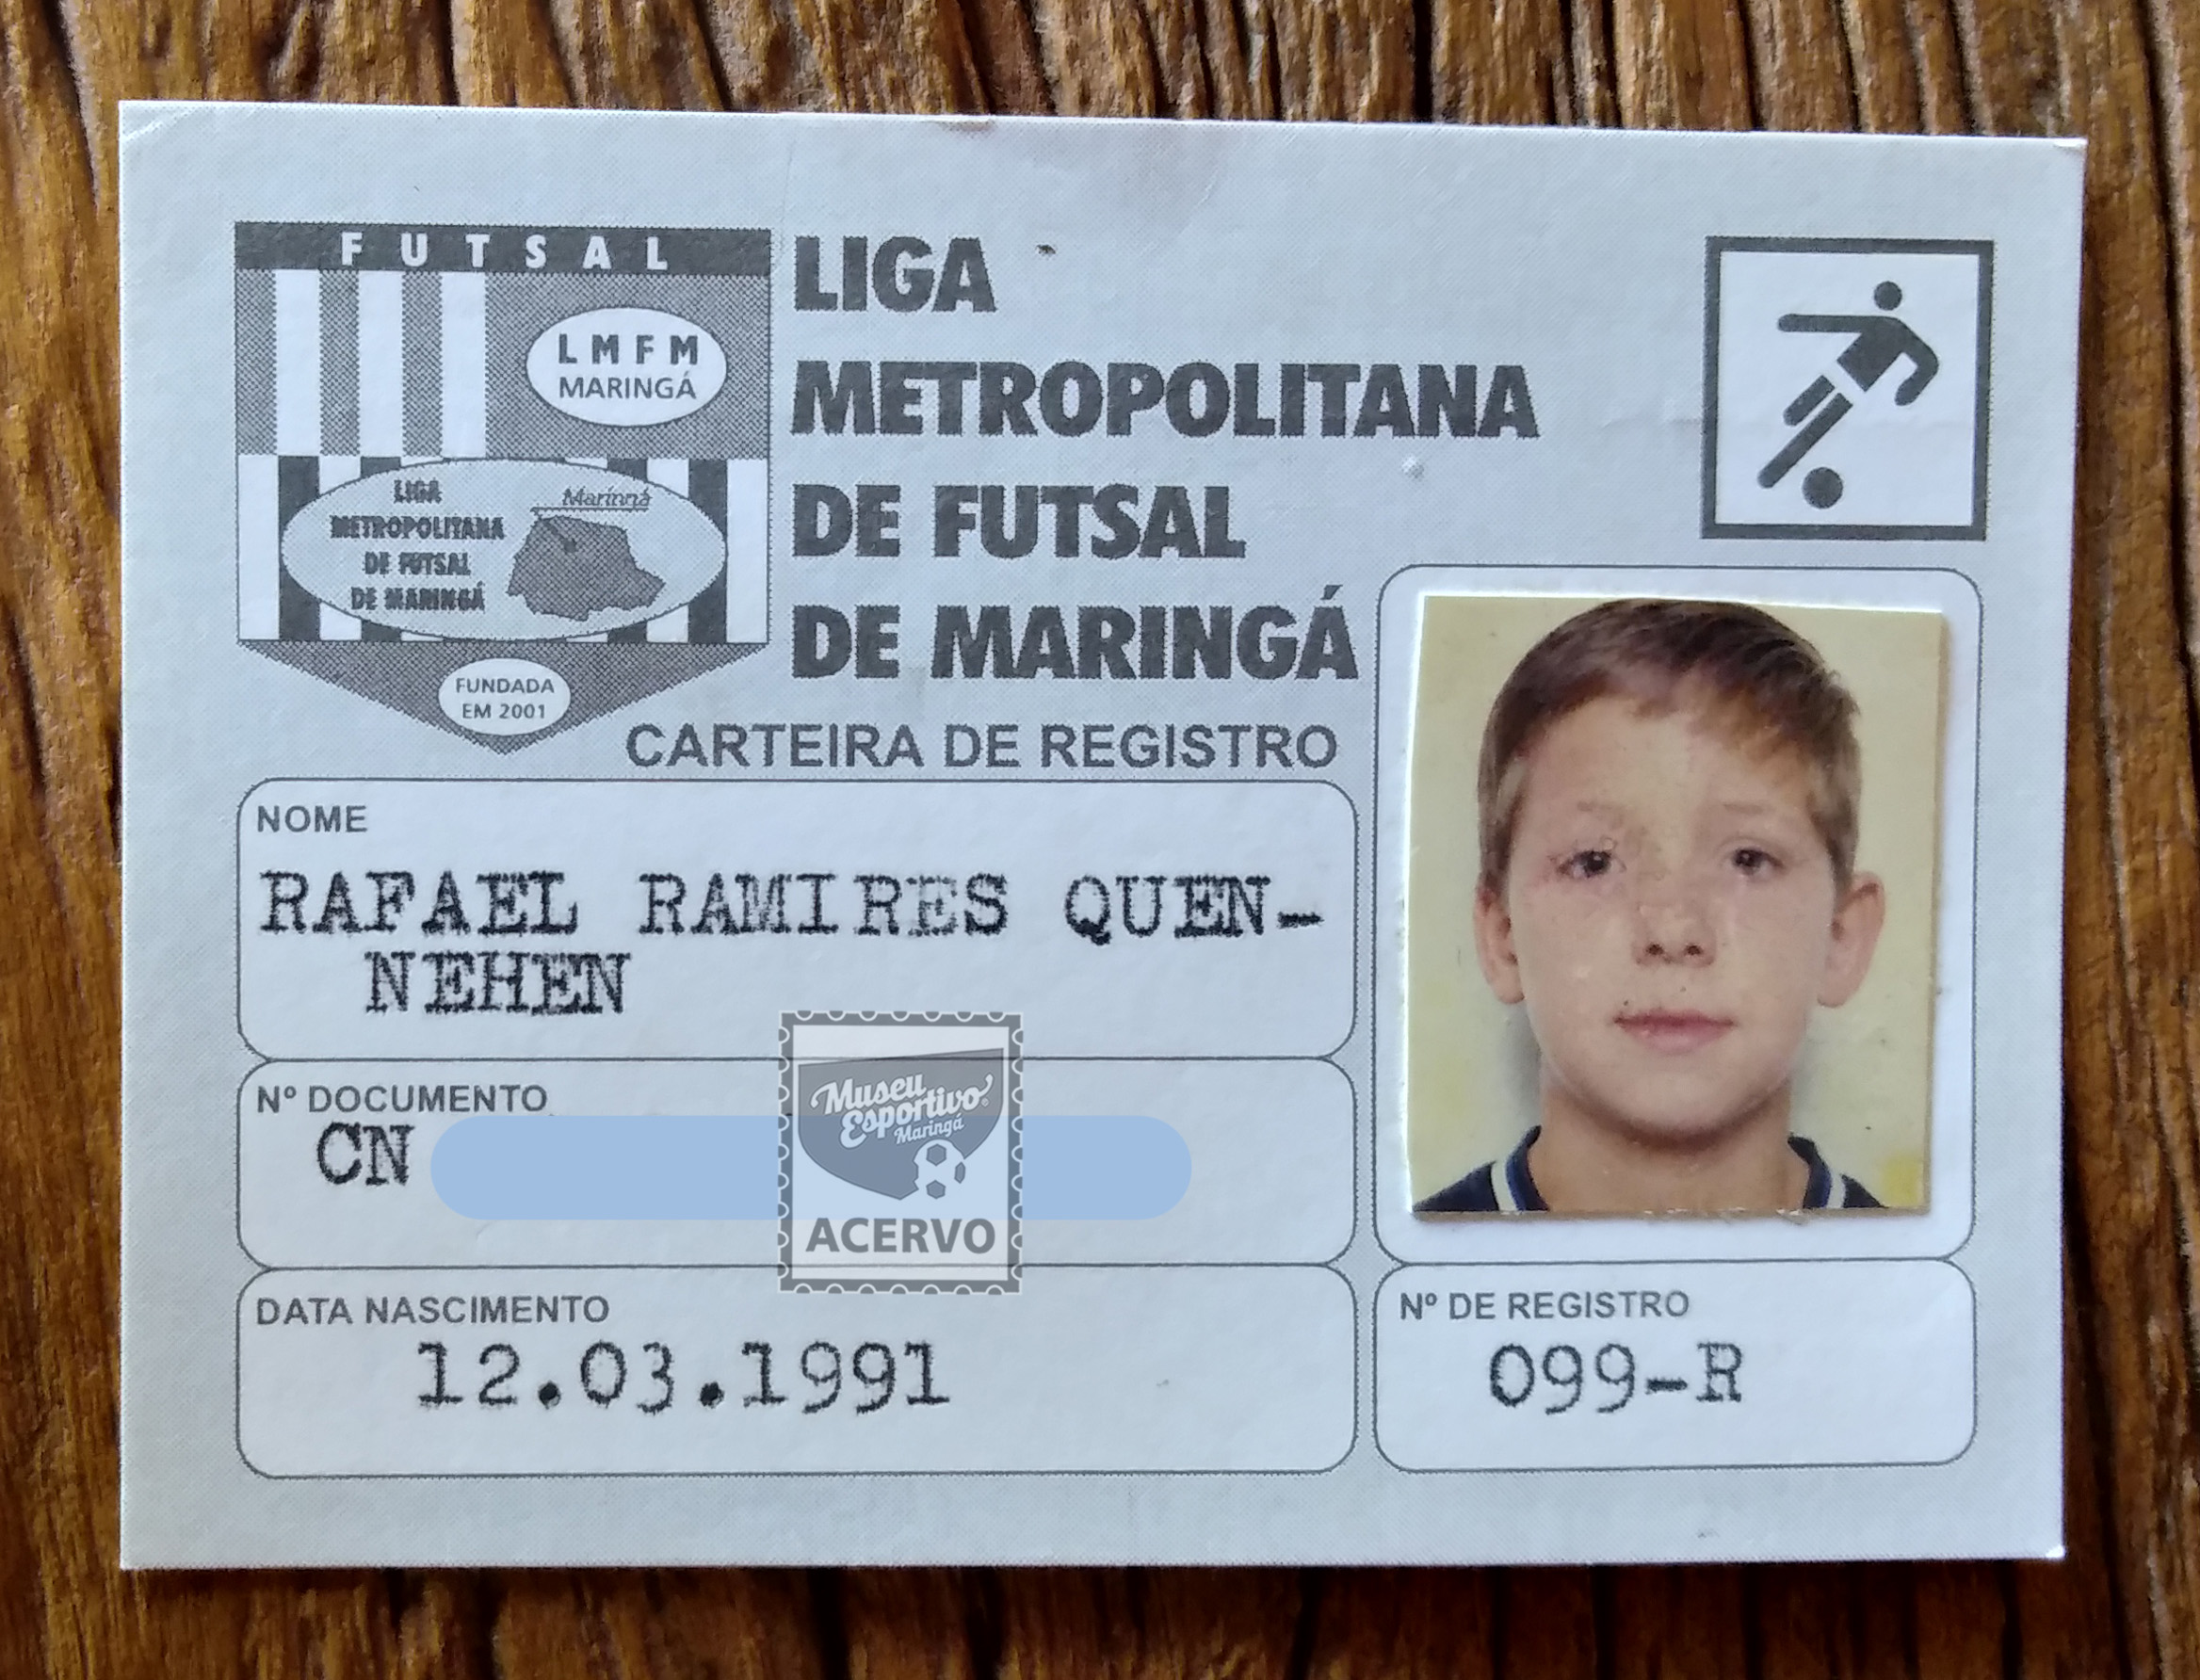 FUTSAL
LMFM
MARINGÁ
LIGA
METROPOLITANA
DE FUTSAL
DE MARINGÁ
Maringá
FUNDADA
EM 2001
LIGA
METROPOLITANA
DE FUTSAL
DE MARINGÁ
CARTEIRA DE REGISTRO
NOME
RAFAEL RAMIRES QUEN-
NEHEN
Nº DOCUMENTO
CN
Museu
Esportivo
Maringá
ACERVO
DATA NASCIMENTO
12.03.1991
Nº DE REGISTRO
099-R